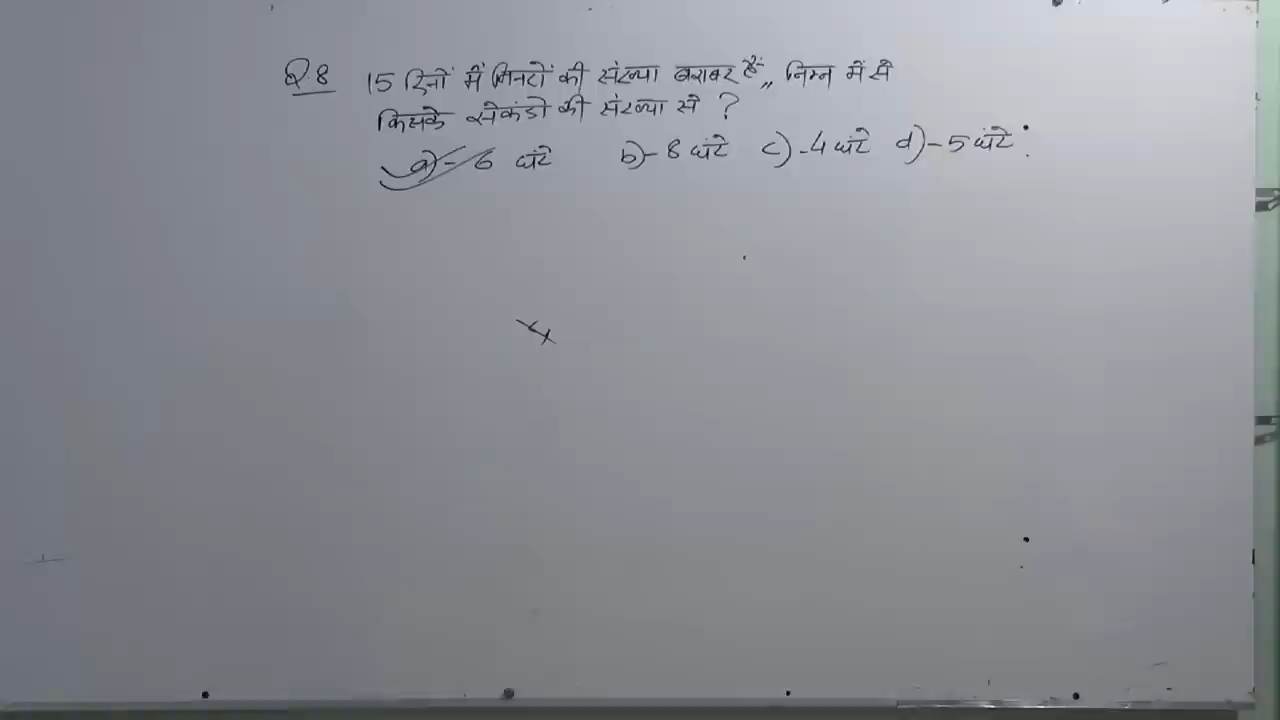 Q 8 15 दिनों में मिनटों की संख्या बराबर है,, निम्न में से
किसके सेकंडो की संख्या से ?
a) - 6 घंटे b) - 8 घंटे c) - 4 घंटे d) - 5 घंटे